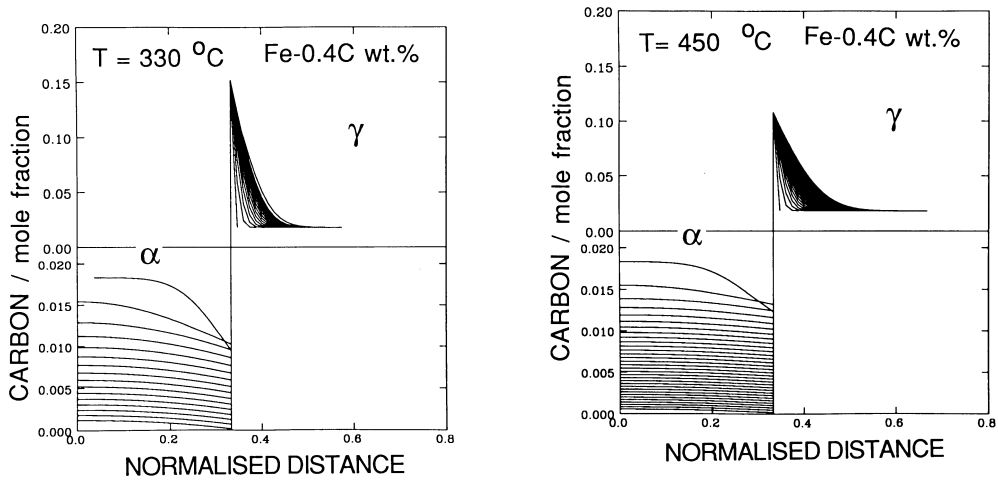 0.20
T = 330 °C Fe-0.4C wt.%
0.15
0.10
γ
0.05
0.00
α
0.020
0.015
0.010
0.005
0.000
0.0 0.2 0.4 0.6 0.8
CARBON / mole fraction
NORMALISED DISTANCE
0.20
T= 450 °C Fe-0.4C wt.%
0.15
0.10
γ
0.05
0.00
α
0.020
0.015
0.010
0.005
0.000
0.0 0.2 0.4 0.6 0.8
CARBON / mole fraction
NORMALISED DISTANCE